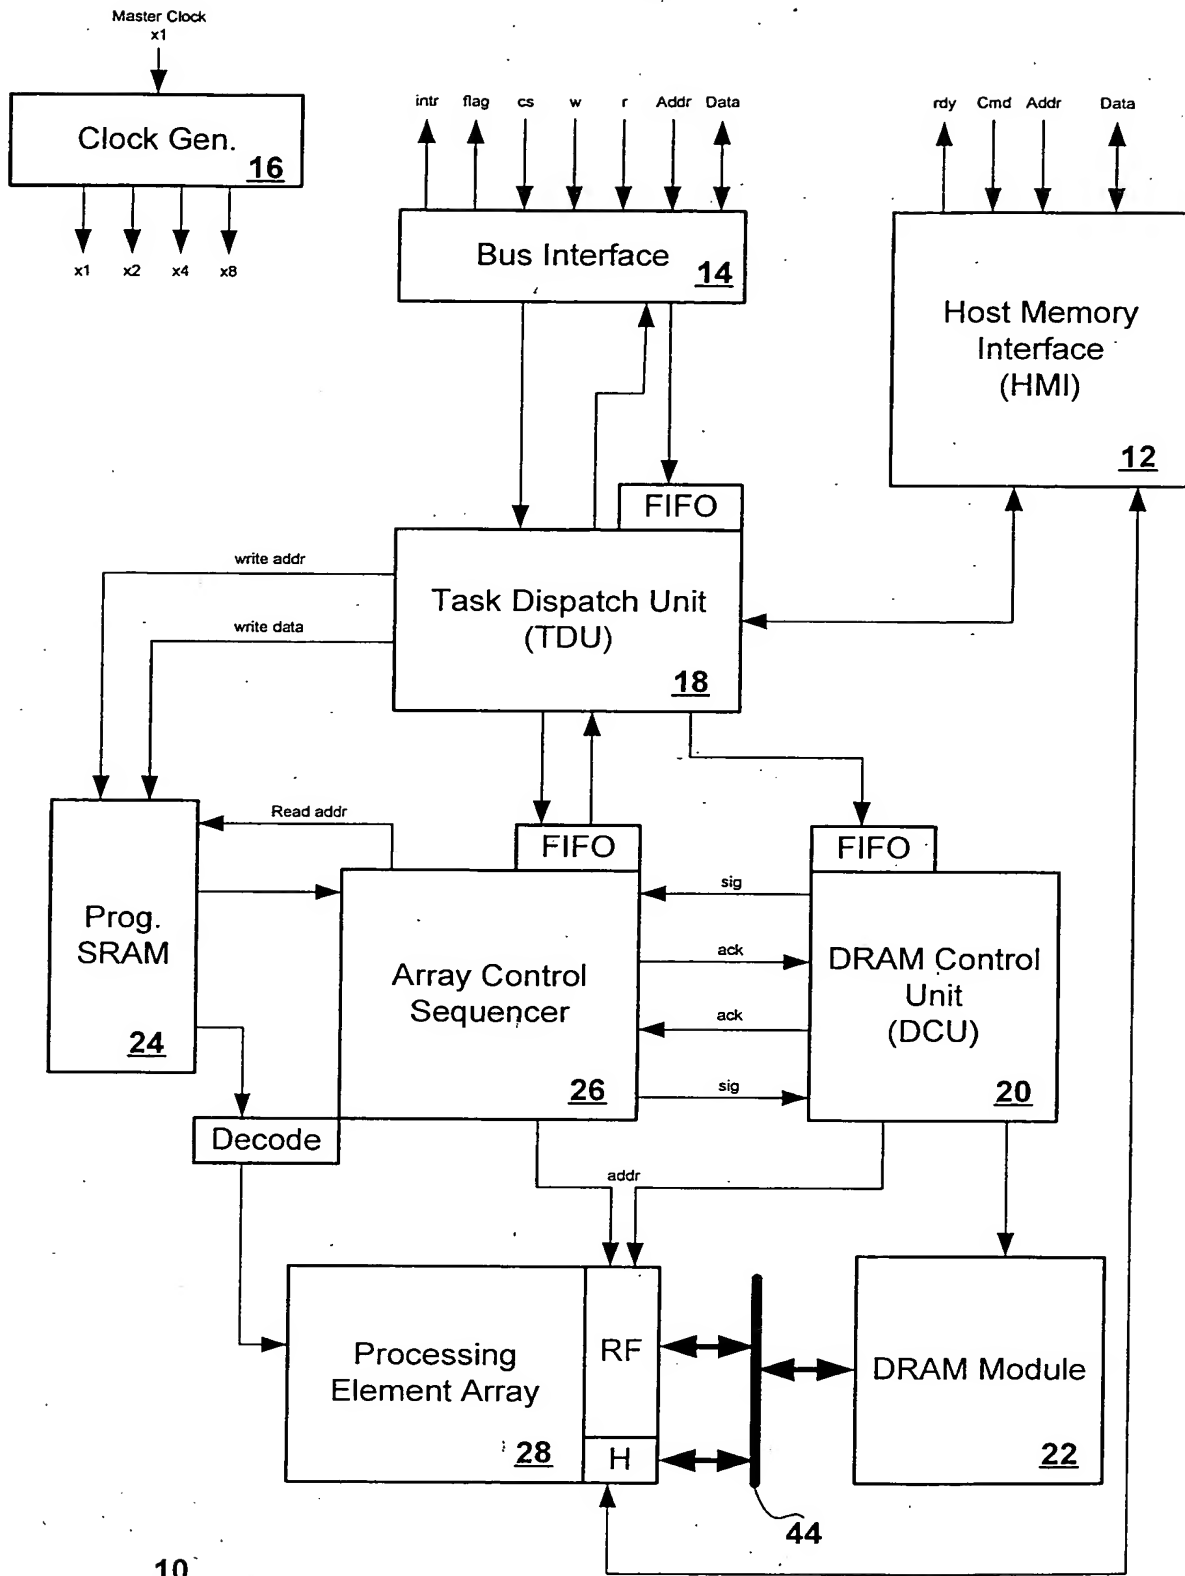 Master Clock
x1
Clock Gen.
16
x1 x2 x4 x8
intr flag cs w r Addr Data
Bus Interface
14
rdy Cmd Addr Data
Host Memory
Interface
(HMI)
12
FIFO
Task Dispatch Unit
(TDU)
18
write addr
write data
Prog.
SRAM
24
Read addr
FIFO
Array Control
Sequencer
26
sig
ack
ack
sig
FIFO
DRAM Control
Unit
(DCU)
20
Decode
addr
Processing
Element Array
28
RF
H
44
DRAM Module
22
10